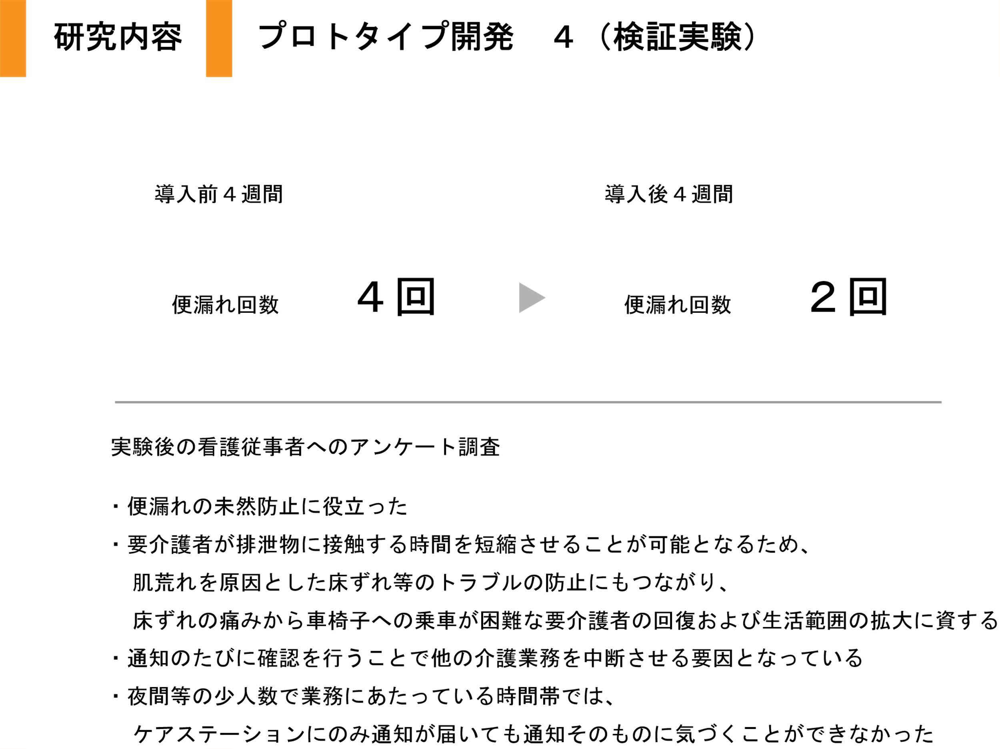 研究内容 プロトタイプ開発　４（検証実験）
導入前４週間 導入後４週間
便漏れ回数 ４回 ▶ 便漏れ回数 ２回
実験後の看護従事者へのアンケート調査
・便漏れの未然防止に役立った
・要介護者が排泄物に接触する時間を短縮させることが可能となるため、
肌荒れを原因とした床ずれ等のトラブルの防止にもつながり、
床ずれの痛みから車椅子への乗車が困難な要介護者の回復および生活範囲の拡大に資する
・通知のたびに確認を行うことで他の介護業務を中断させる要因となっている
・夜間等の少人数で業務にあたっている時間帯では、
ケアステーションにのみ通知が届いても通知そのものに気づくことができなかった